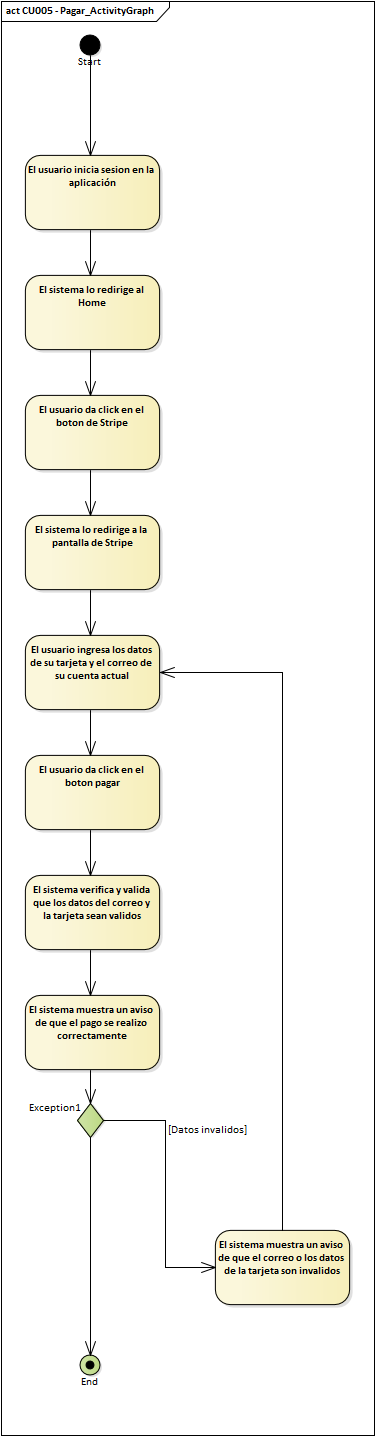 act CU005 - Pagar_ActivityGraph
Start
El usuario inicia sesion en la
aplicación
El sistema lo redirige al
Home
El usuario da click en el
boton de Stripe
El sistema lo redirige a la
pantalla de Stripe
El usuario ingresa los datos
de su tarjeta y el correo de
su cuenta actual
El usuario da click en el
boton pagar
El sistema verifica y valida
que los datos del correo y
la tarjeta sean validos
El sistema muestra un aviso
de que el pago se realizo
correctamente
Exception1
[Datos invalidos]
El sistema muestra un aviso
de que el correo o los datos
de la tarjeta son invalidos
End